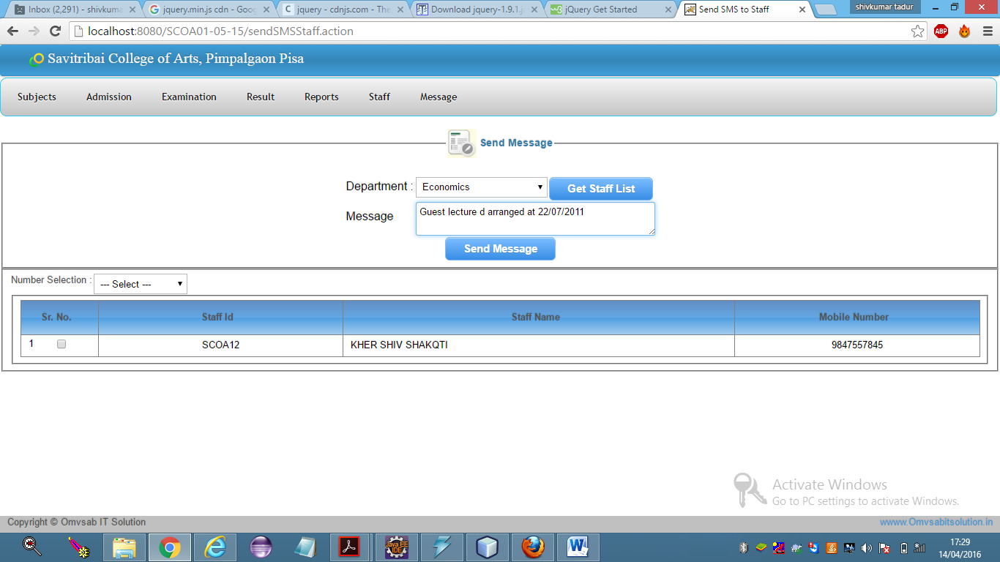 Inbox (2,291) - shivkuma
jquery.min.js cdn - Goog
jquery - cdnjs.com - The
Download jquery-1.9.1.j
jQuery Get Started
Send SMS to Staff
shivkumar tadur
localhost:8080/SCOA01-05-15/sendSMSStaff.action
ABP
Savitribai College of Arts, Pimpalgaon Pisa
Subjects Admission Examination Result Reports Staff Message
Send Message
Department : Economics Get Staff List
Message Guest lecture d arranged at 22/07/2011
Send Message
Number Selection : --- Select ---
Sr. No. Staff Id Staff Name Mobile Number
1 SCOA12 KHER SHIV SHAKQTI 9847557845
Activate Windows
Go to PC settings to activate Windows.
Copyright © Omvsab IT Solution wwww.Omvsabitsolution.in
Java EE
IDE
17:29
14/04/2016